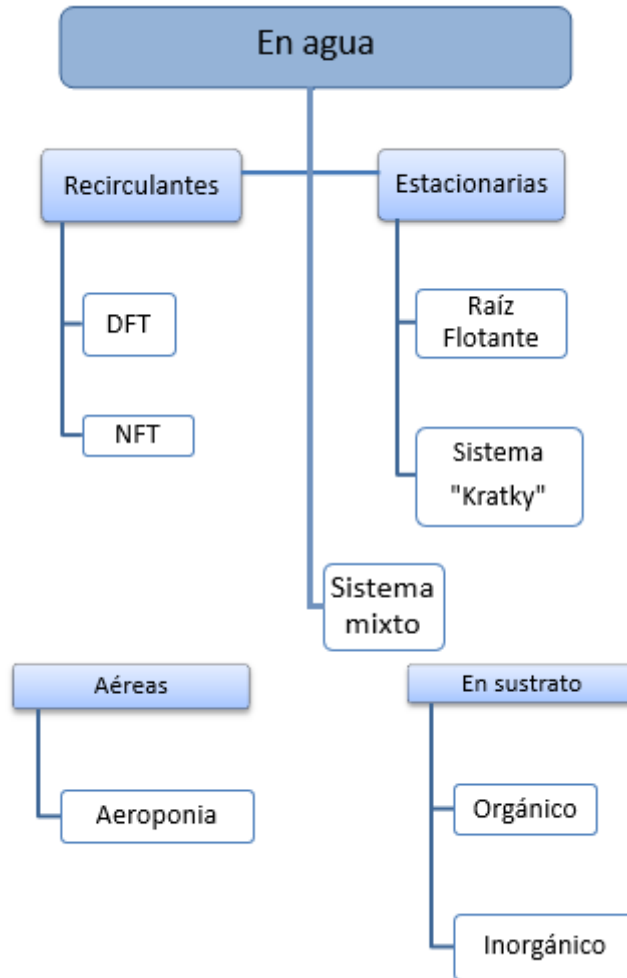 En agua
Recirculantes
Estacionarias
DFT
Raíz
Flotante
NFT
Sistema
"Kratky"
Sistema
mixto
Aéreas
En sustrato
Aeroponia
Orgánico
Inorgánico